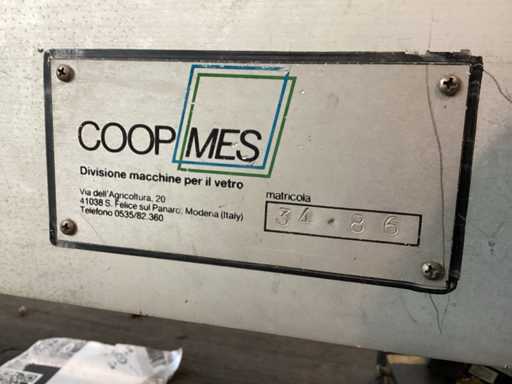 COOP MES
Divisione macchine per il vetro
Via dell'Agricoltura, 20
41038 S. Felice sul Panaro, Modena (Italy)
Telefono 0535/82.360
matricola
34·86